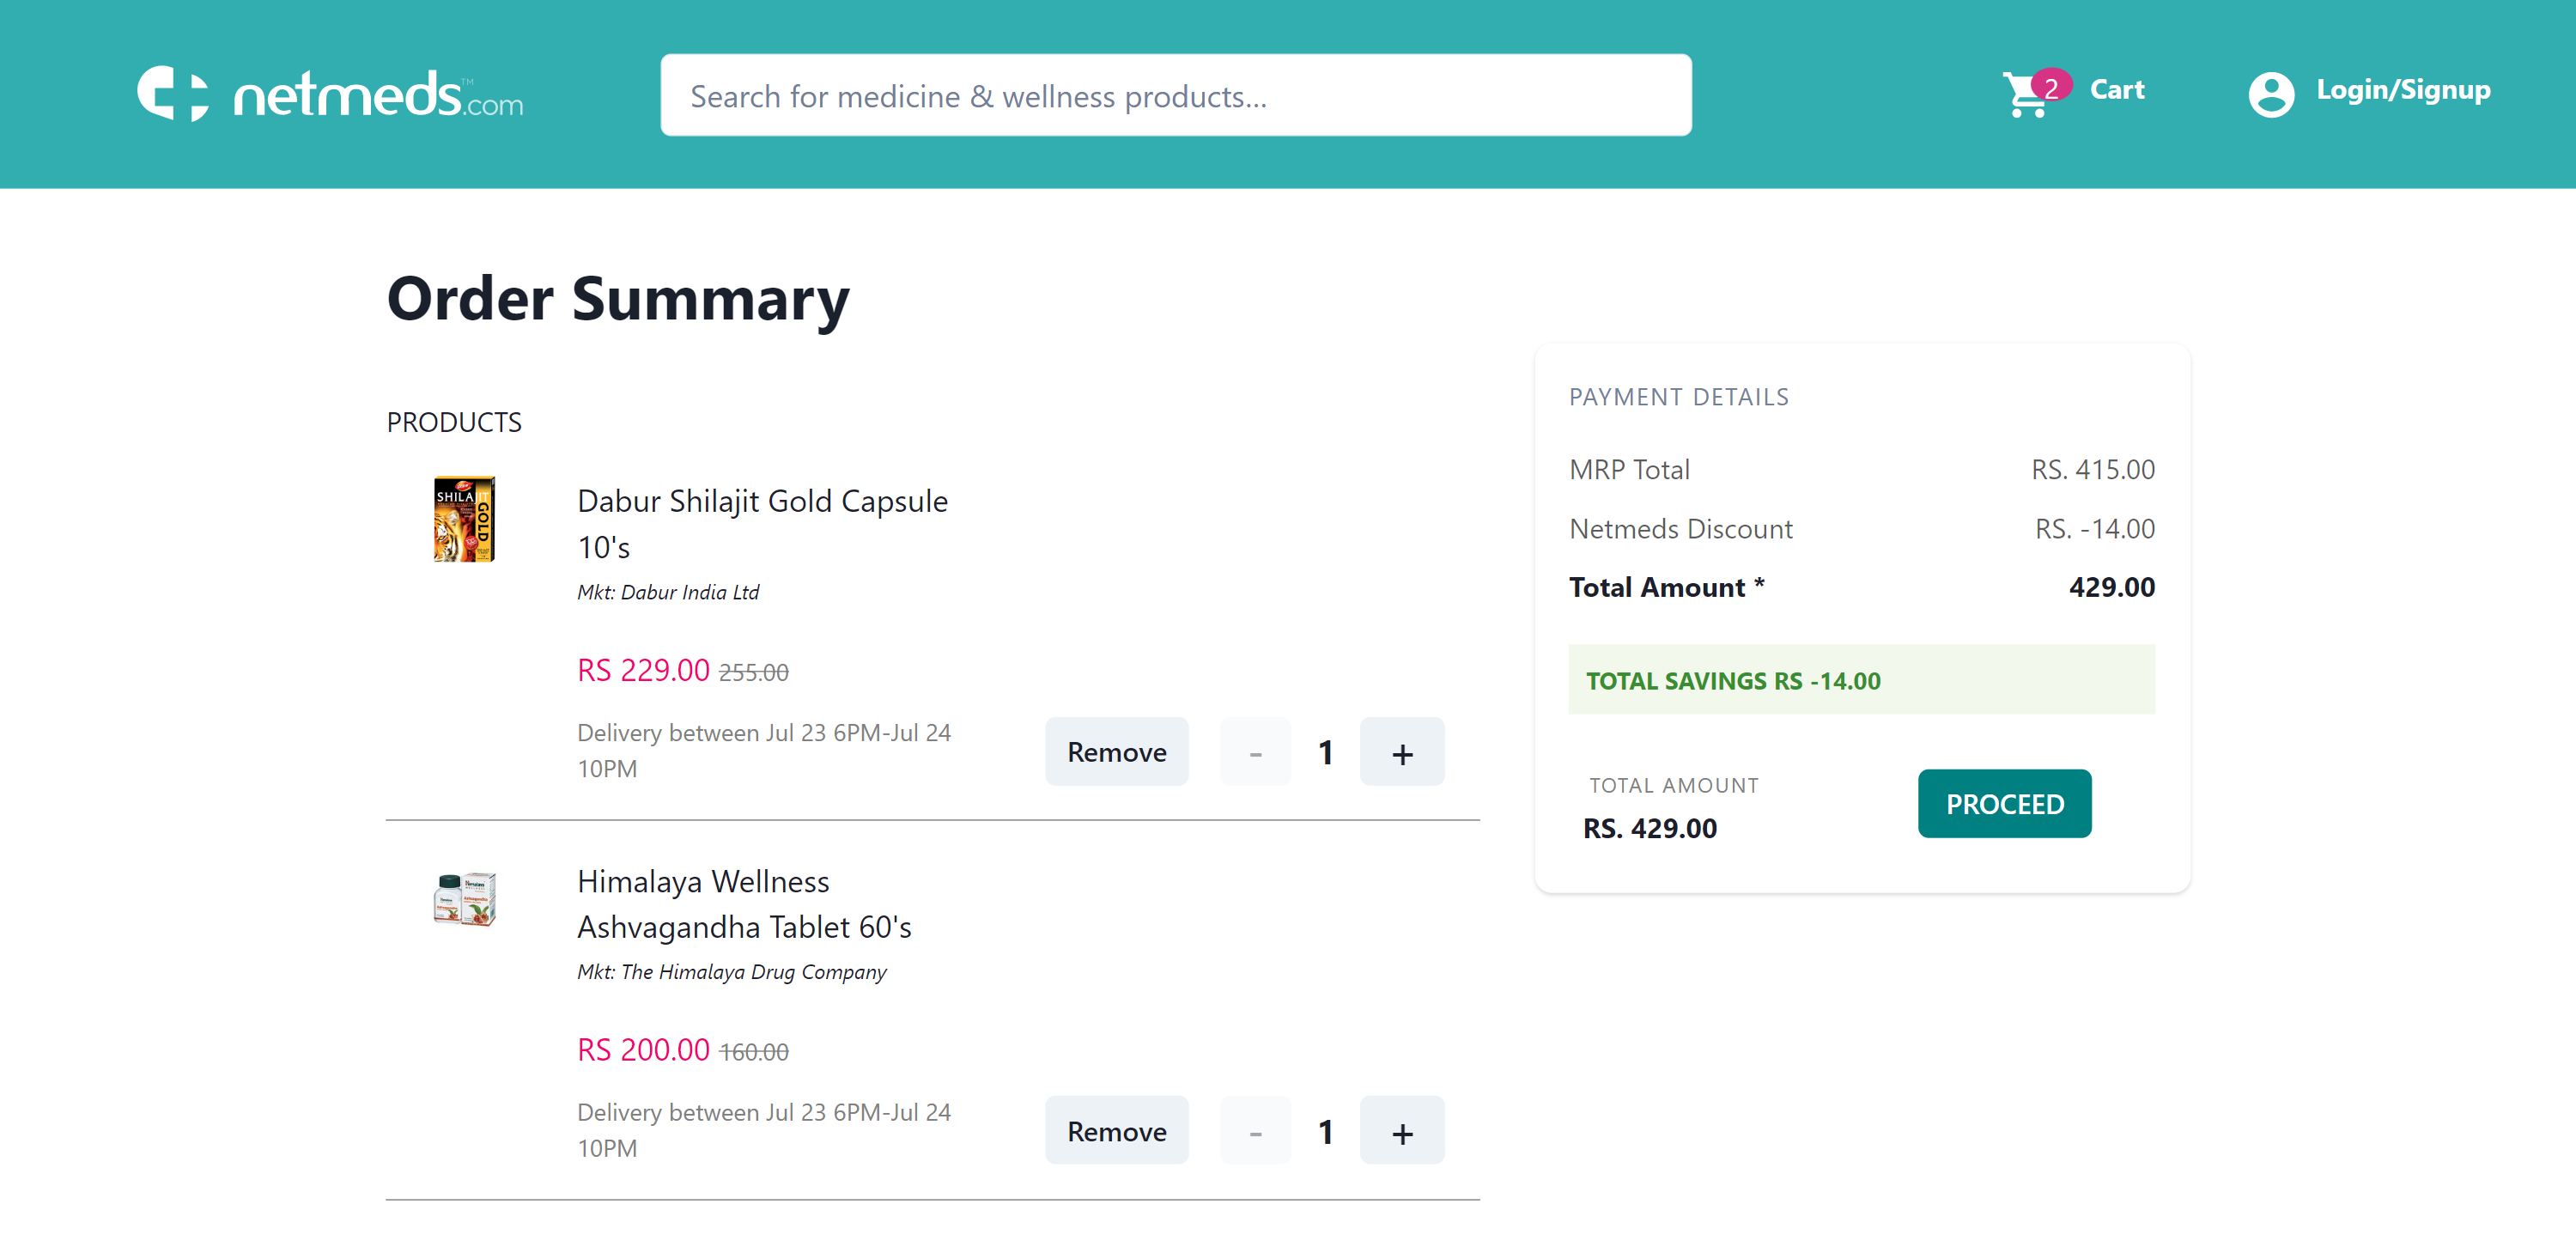 netmeds.com™
Search for medicine & wellness products...
2
Cart
Login/Signup
Order Summary
PRODUCTS
SHILAJIT
GOLD
Dabur Shilajit Gold Capsule
10's
Mkt: Dabur India Ltd
RS 229.00 255.00
Delivery between Jul 23 6PM-Jul 24
10PM
Remove
-
1
+
Himalaya Wellness
Ashvagandha Tablet 60's
Mkt: The Himalaya Drug Company
RS 200.00 160.00
Delivery between Jul 23 6PM-Jul 24
10PM
Remove
-
1
+
PAYMENT DETAILS
MRP Total RS. 415.00
Netmeds Discount RS. -14.00
Total Amount * 429.00
TOTAL SAVINGS RS -14.00
TOTAL AMOUNT
RS. 429.00
PROCEED